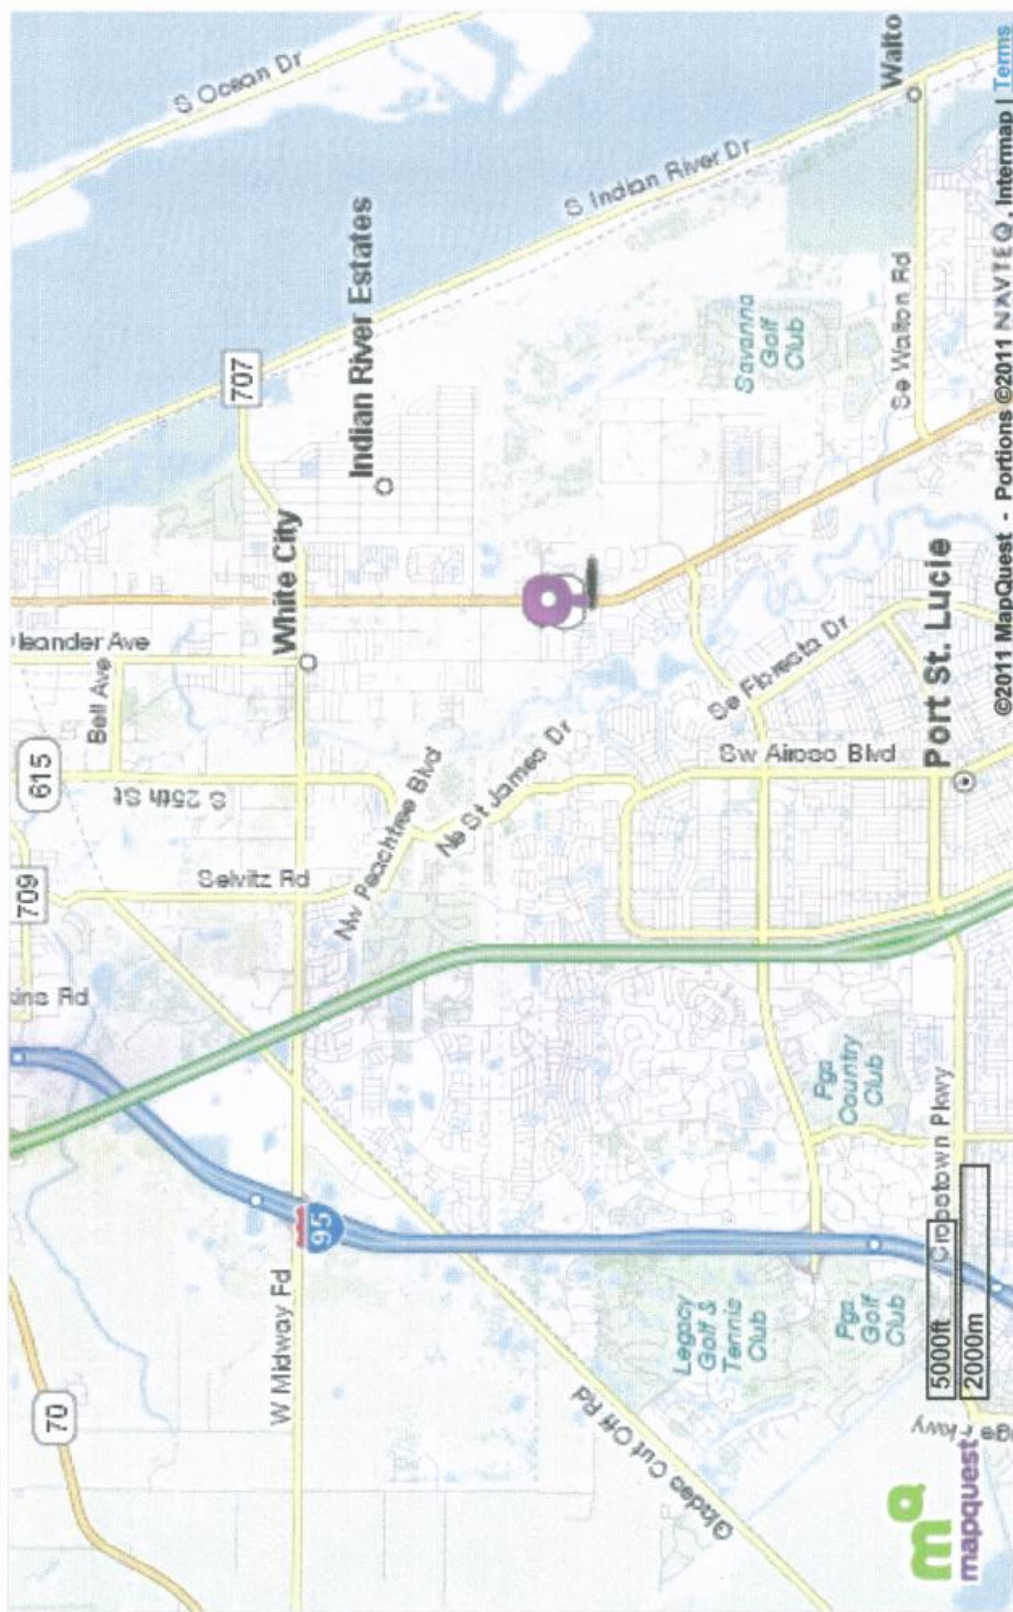 70
709
615
leander Ave
Bell Ave
S 25th St
S Ocean Dr
707
Selvitz Rd
W Midway Rd
95
White City
Indian River Estates
Nw Peachtree Blvd
Ne St James Dr
S Indian River Dr
Glades Cut Off Rd
Legacy
Golf &
Tennis
Club
Savanna
Golf
Club
Se Floresta Dr
Sw Airoso Blvd
Pga
Country
Club
Pga
Golf
Club
Se Walton Rd
Walto
Port St. Lucie
Crosstown Pkwy
5000ft
2000m
mapquest
©2011 MapQuest - Portions ©2011 NAVTEQ, Intermap | Terms